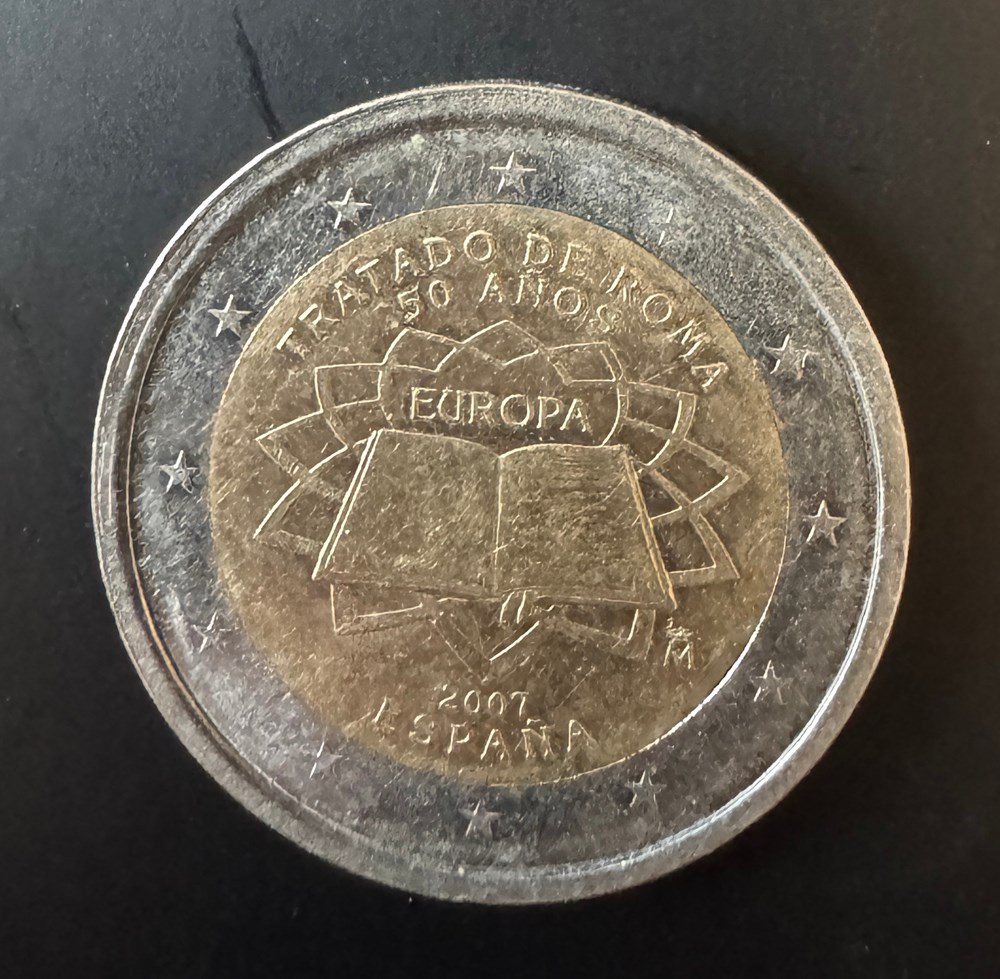 TRATADO DE ROMA
50 AÑOS
EUROPA
M
2007
ESPAÑA